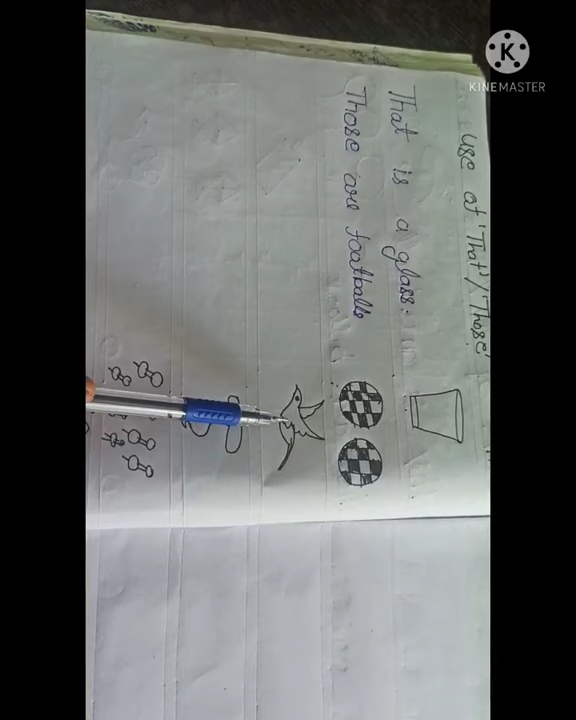 use of 'That' / 'Those'
That is a glass.
Those are footballs
KINEMASTER